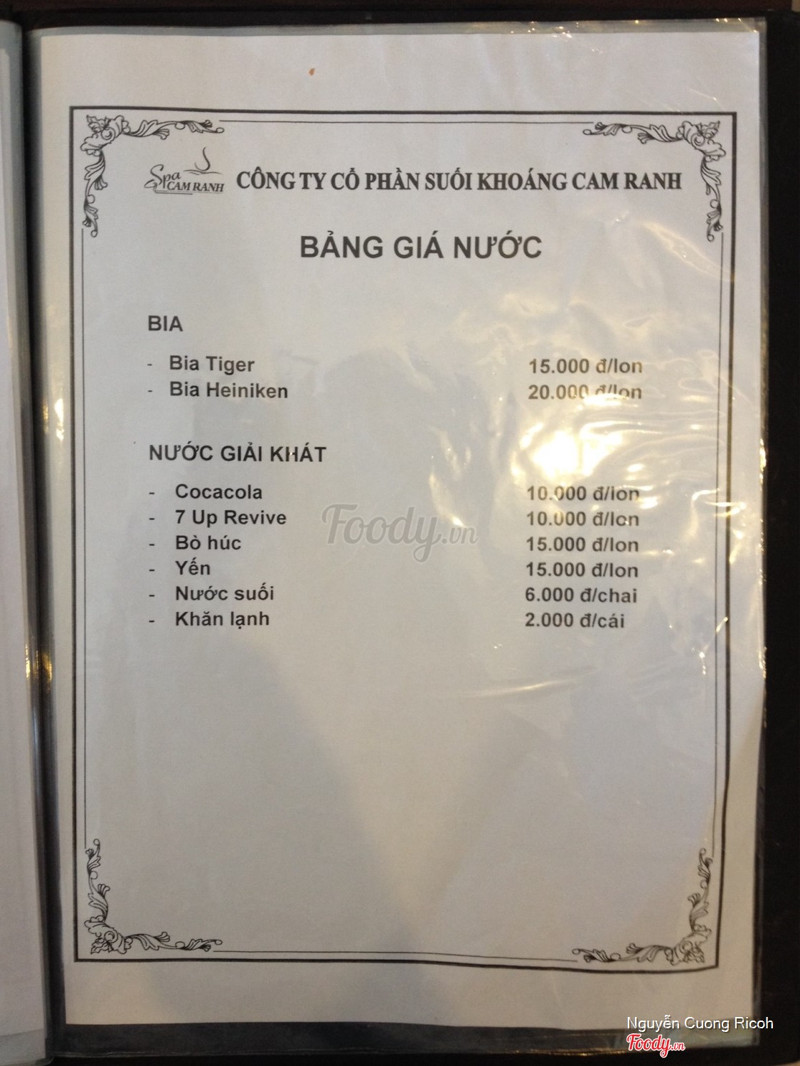 Spa
CAM RANH
CÔNG TY CỔ PHẦN SUỐI KHOÁNG CAM RANH
BẢNG GIÁ NƯỚC
BIA
- Bia Tiger 15.000 đ/lon
- Bia Heiniken 20.000 đ/lon
NƯỚC GIẢI KHÁT
- Cocacola 10.000 đ/lon
- 7 Up Revive 10.000 đ/lon
- Bò húc 15.000 đ/lon
- Yến 15.000 đ/lon
- Nước suối 6.000 đ/chai
- Khăn lạnh 2.000 đ/cái
Foody.vn
Nguyễn Cuong Ricoh
Foody.vn